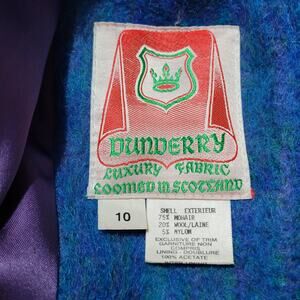 DUNDERRY
LUXURY FABRIC
LOOMED IN SCOTLAND
10
SHELL EXTERIEUR
75% MOHAIR
20% WOOL/LAINE
5% NYLON
EXCLUSIVE OF TRIM
GARNITURE NON
COMPRIS
LINING - DOUBLURE
100% ACETATE